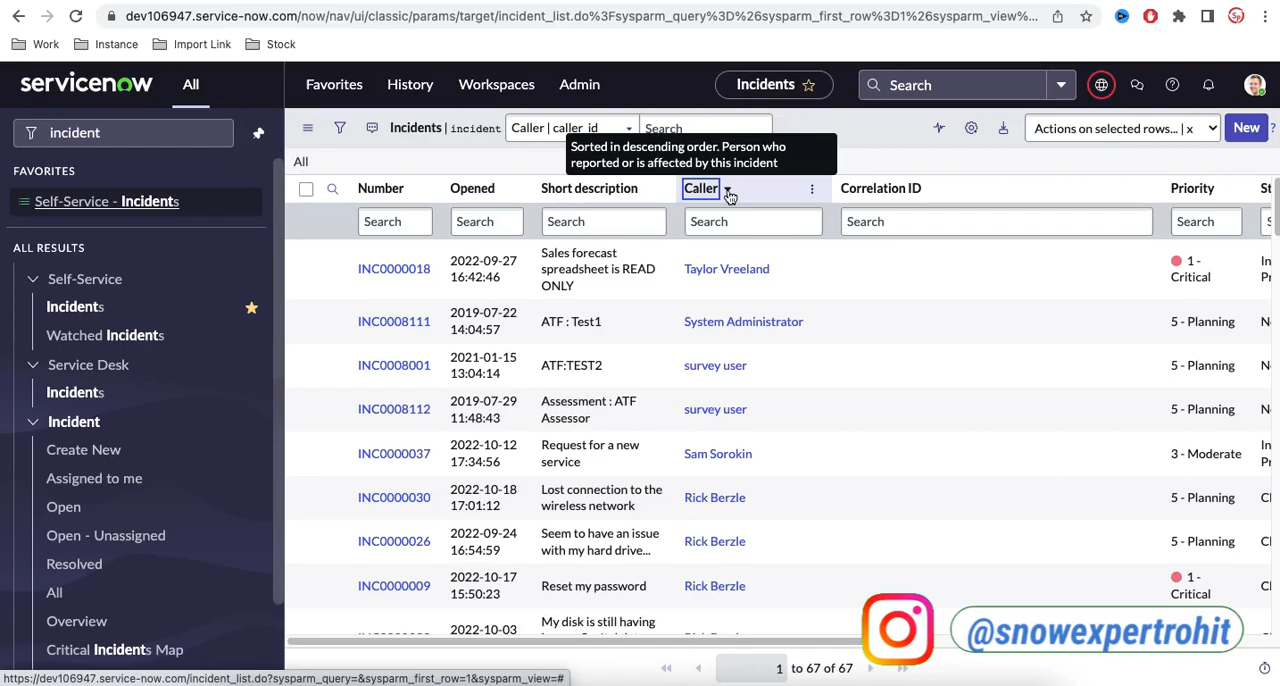 dev106947.service-now.com/now/nav/ui/classic/params/target/incident_list.do%3Fsysparm_query%3D%26sysparm_first_row%3D1%26sysparm_view%...
Work Instance Import Link Stock
servicenow All Favorites History Workspaces Admin Incidents Search
incident
Incidents | incident Caller | caller_id Search Actions on selected rows... | x New ?
Sorted in descending order. Person who
reported or is affected by this incident
FAVORITES
Self-Service - Incidents
ALL RESULTS
Self-Service
Incidents
Watched Incidents
Service Desk
Incidents
Incident
Create New
Assigned to me
Open
Open - Unassigned
Resolved
All
Overview
Critical Incidents Map
All
Number Opened Short description Caller Correlation ID Priority St
Search Search Search Search Search Search S
INC0000018 2022-09-27 16:42:46 Sales forecast spreadsheet is READ ONLY Taylor Vreeland 1 - Critical In Pr
INC0008111 2019-07-22 14:04:57 ATF : Test1 System Administrator 5 - Planning N
INC0008001 2021-01-15 13:04:14 ATF:TEST2 survey user 5 - Planning N
INC0008112 2019-07-29 11:48:43 Assessment : ATF Assessor survey user 5 - Planning N
INC0000037 2022-10-12 17:34:56 Request for a new service Sam Sorokin 3 - Moderate In Pr
INC0000030 2022-10-18 17:01:12 Lost connection to the wireless network Rick Berzle 5 - Planning Cl
INC0000026 2022-09-24 16:54:59 Seem to have an issue with my hard drive... Rick Berzle 5 - Planning Cl
INC0000009 2022-10-17 15:50:23 Reset my password Rick Berzle 1 - Critical Cl
2022-10-03 My disk is still having
@snowexpertrohit
1 to 67 of 67
https://dev106947.service-now.com/incident_list.do?sysparm_query=&sysparm_first_row=1&sysparm_view=#